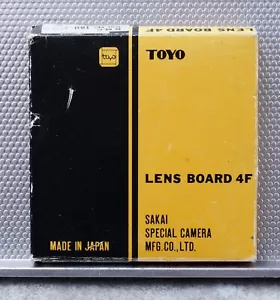 LENS BOARD 4F
toyo
TOYO
LENS BOARD 4F
SAKAI
SPECIAL CAMERA
MFG.CO.,LTD.
MADE IN JAPAN